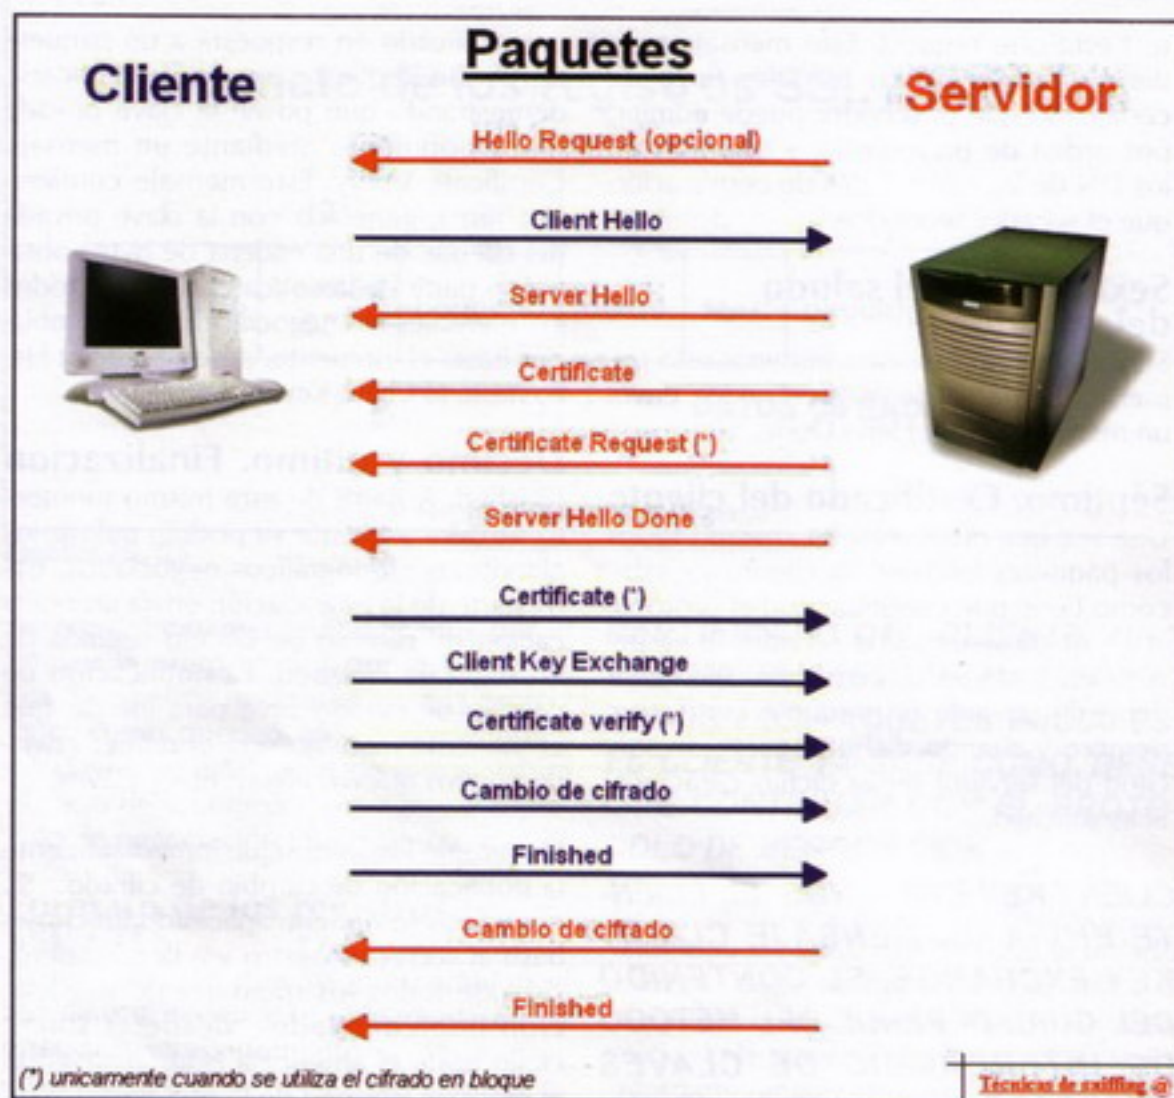 Paquetes
Cliente
Servidor
Hello Request (opcional)
Client Hello
Server Hello
Certificate
Certificate Request (*)
Server Hello Done
Certificate (*)
Client Key Exchange
Certificate verify (*)
Cambio de cifrado
Finished
Cambio de cifrado
Finished
(*) unicamente cuando se utiliza el cifrado en bloque
Técnicas de sniffing @